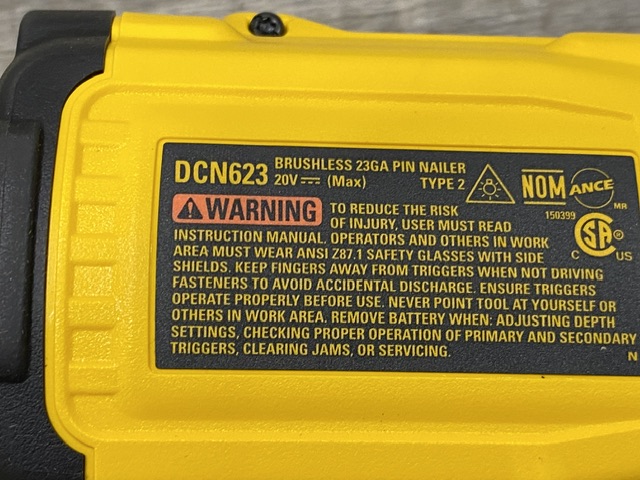 DCN623 BRUSHLESS 23GA PIN NAILER
20V (Max) TYPE 2
NOM ANCE
MR
150399
SA
C US
WARNING TO REDUCE THE RISK
OF INJURY, USER MUST READ
INSTRUCTION MANUAL. OPERATORS AND OTHERS IN WORK
AREA MUST WEAR ANSI Z87.1 SAFETY GLASSES WITH SIDE
SHIELDS. KEEP FINGERS AWAY FROM TRIGGERS WHEN NOT DRIVING
FASTENERS TO AVOID ACCIDENTAL DISCHARGE. ENSURE TRIGGERS
OPERATE PROPERLY BEFORE USE. NEVER POINT TOOL AT YOURSELF OR
OTHERS IN WORK AREA. REMOVE BATTERY WHEN: ADJUSTING DEPTH
SETTINGS, CHECKING PROPER OPERATION OF PRIMARY AND SECONDARY
TRIGGERS, CLEARING JAMS, OR SERVICING.
N